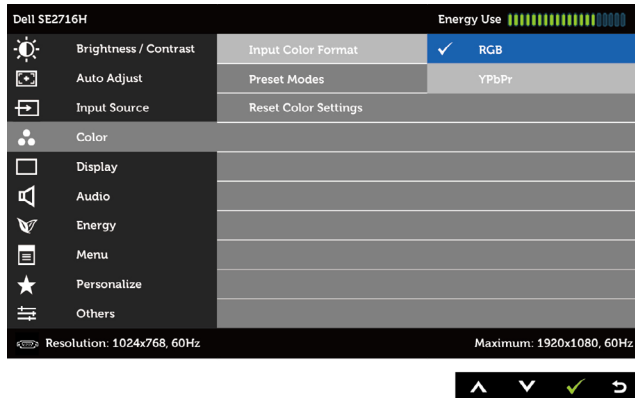 Dell SE2716H Energy Use
Brightness / Contrast Input Color Format RGB
Auto Adjust Preset Modes YPbPr
Input Source Reset Color Settings
Color
Display
Audio
Energy
Menu
Personalize
Others
Resolution: 1024x768, 60Hz Maximum: 1920x1080, 60Hz